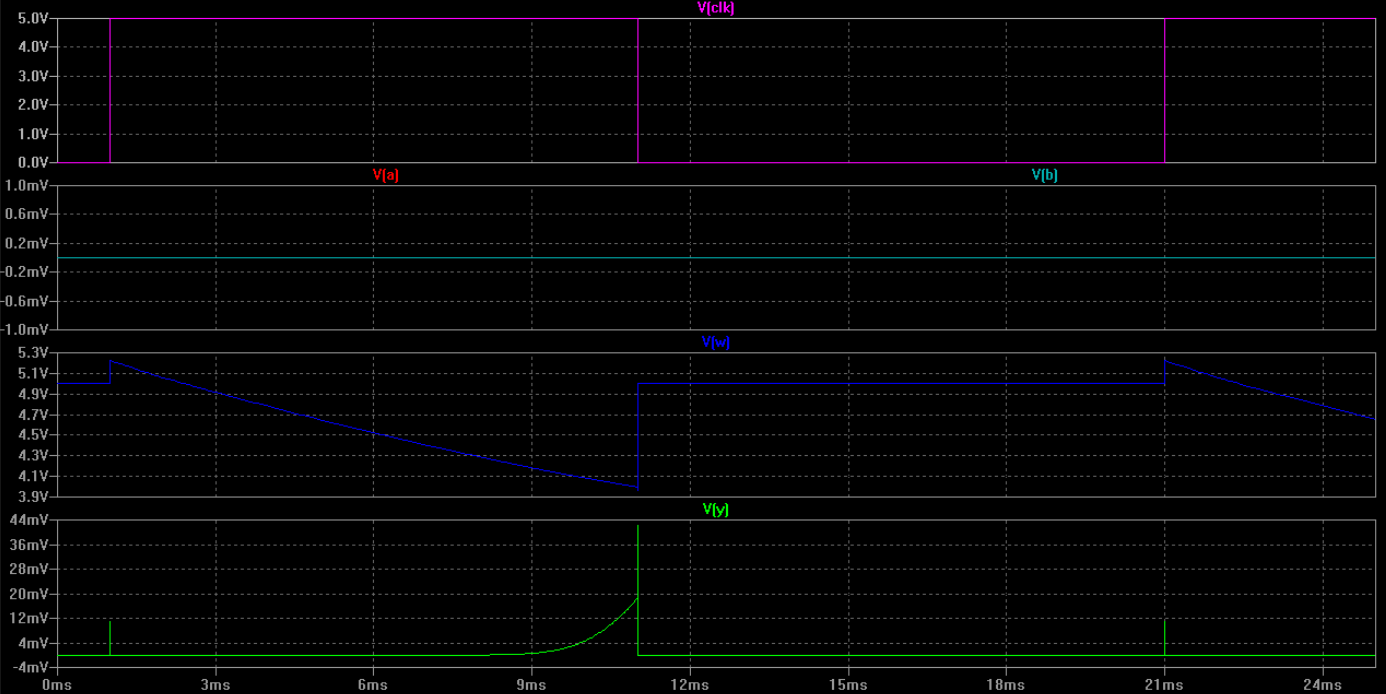 V(clk)
5.0V
4.0V
3.0V
2.0V
1.0V
0.0V
V(a) V(b)
1.0mV
0.6mV
0.2mV
-0.2mV
-0.6mV
-1.0mV
V(w)
5.3V
5.1V
4.9V
4.7V
4.5V
4.3V
4.1V
3.9V
V(y)
44mV
36mV
28mV
20mV
12mV
4mV
-4mV
0ms 3ms 6ms 9ms 12ms 15ms 18ms 21ms 24ms